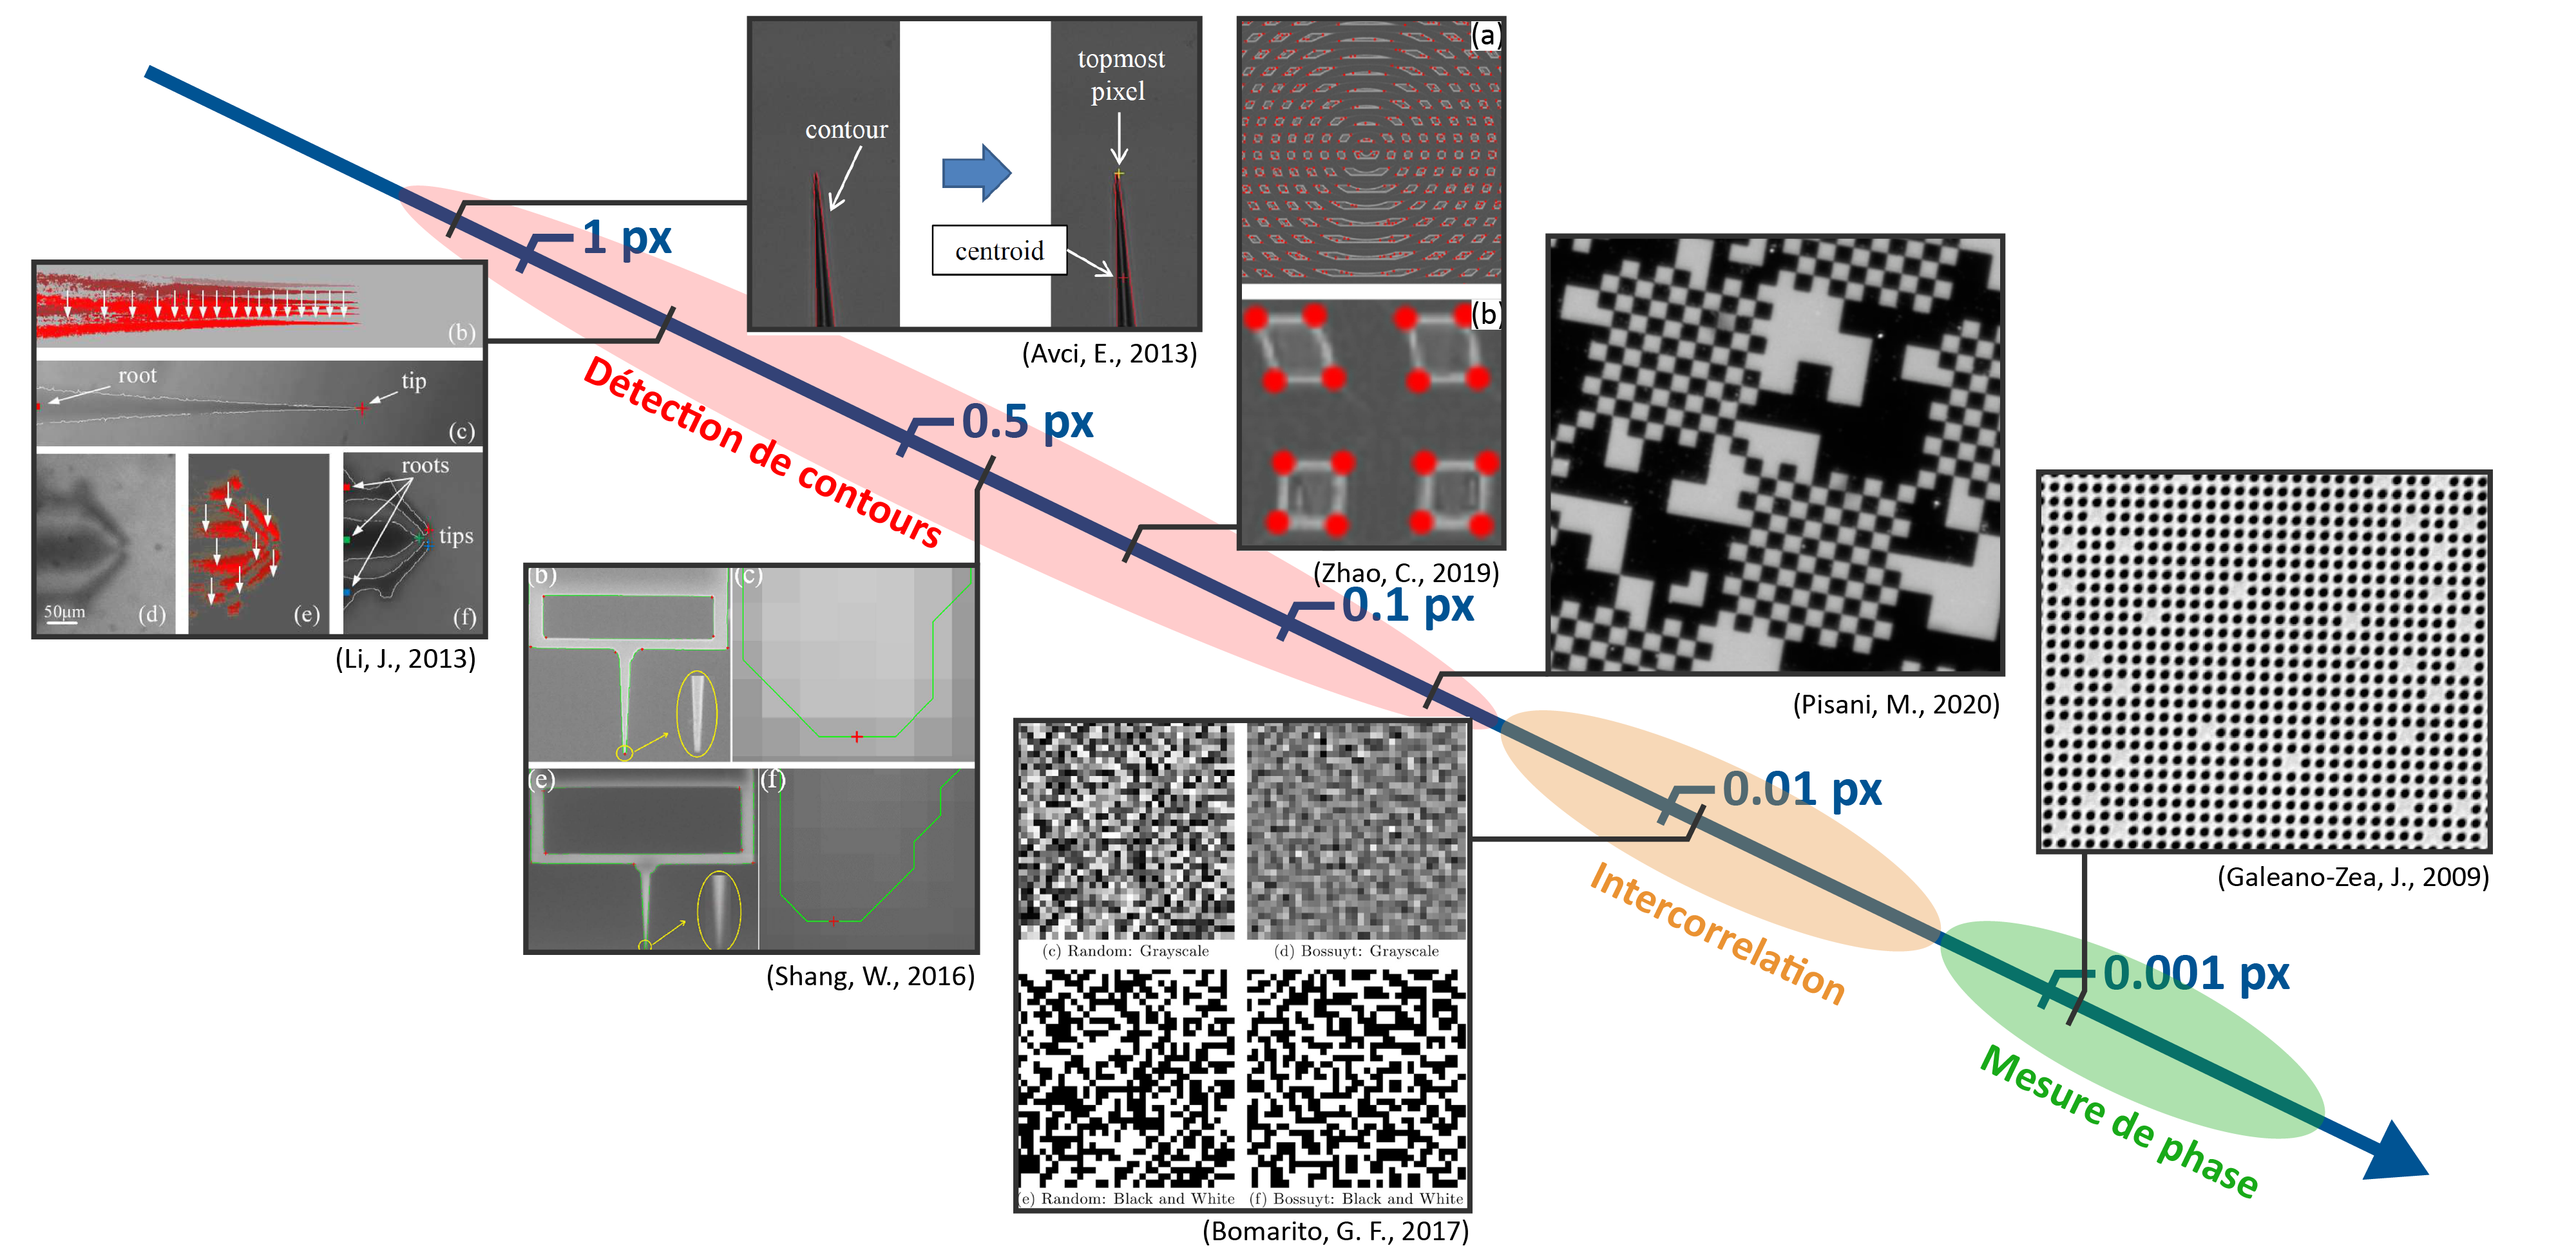 contour
topmost
pixel
centroid
(Avci, E., 2013)
1 px
(b)
root
tip
(c)
roots
tips
50μm
(d)
(e)
(f)
(Li, J., 2013)
Détection de contours
0.5 px
(a)
(b)
(Zhao, C., 2019)
0.1 px
(b)
(c)
(e)
(f)
(Shang, W., 2016)
(Pisani, M., 2020)
0.01 px
Intercorrelation
(c) Random: Grayscale
(d) Bossuyt: Grayscale
(e) Random: Black and White
(f) Bossuyt: Black and White
(Bomarito, G. F., 2017)
(Galeano-Zea, J., 2009)
0.001 px
Mesure de phase